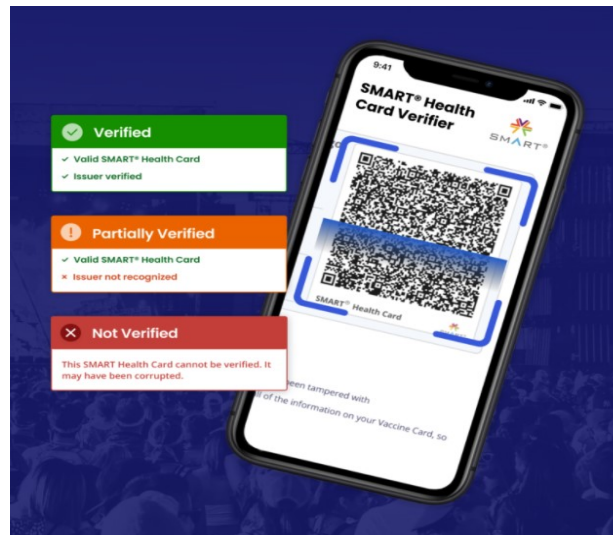 Verified
✓ Valid SMART® Health Card
✓ Issuer verified
! Partially Verified
✓ Valid SMART® Health Card
× Issuer not recognized
Not Verified
This SMART Health Card cannot be verified. It
may have been corrupted.
9:41
SMART® Health
Card Verifier
SMART®
SMART® Health Card
been tampered with
of the information on your Vaccine Card, so